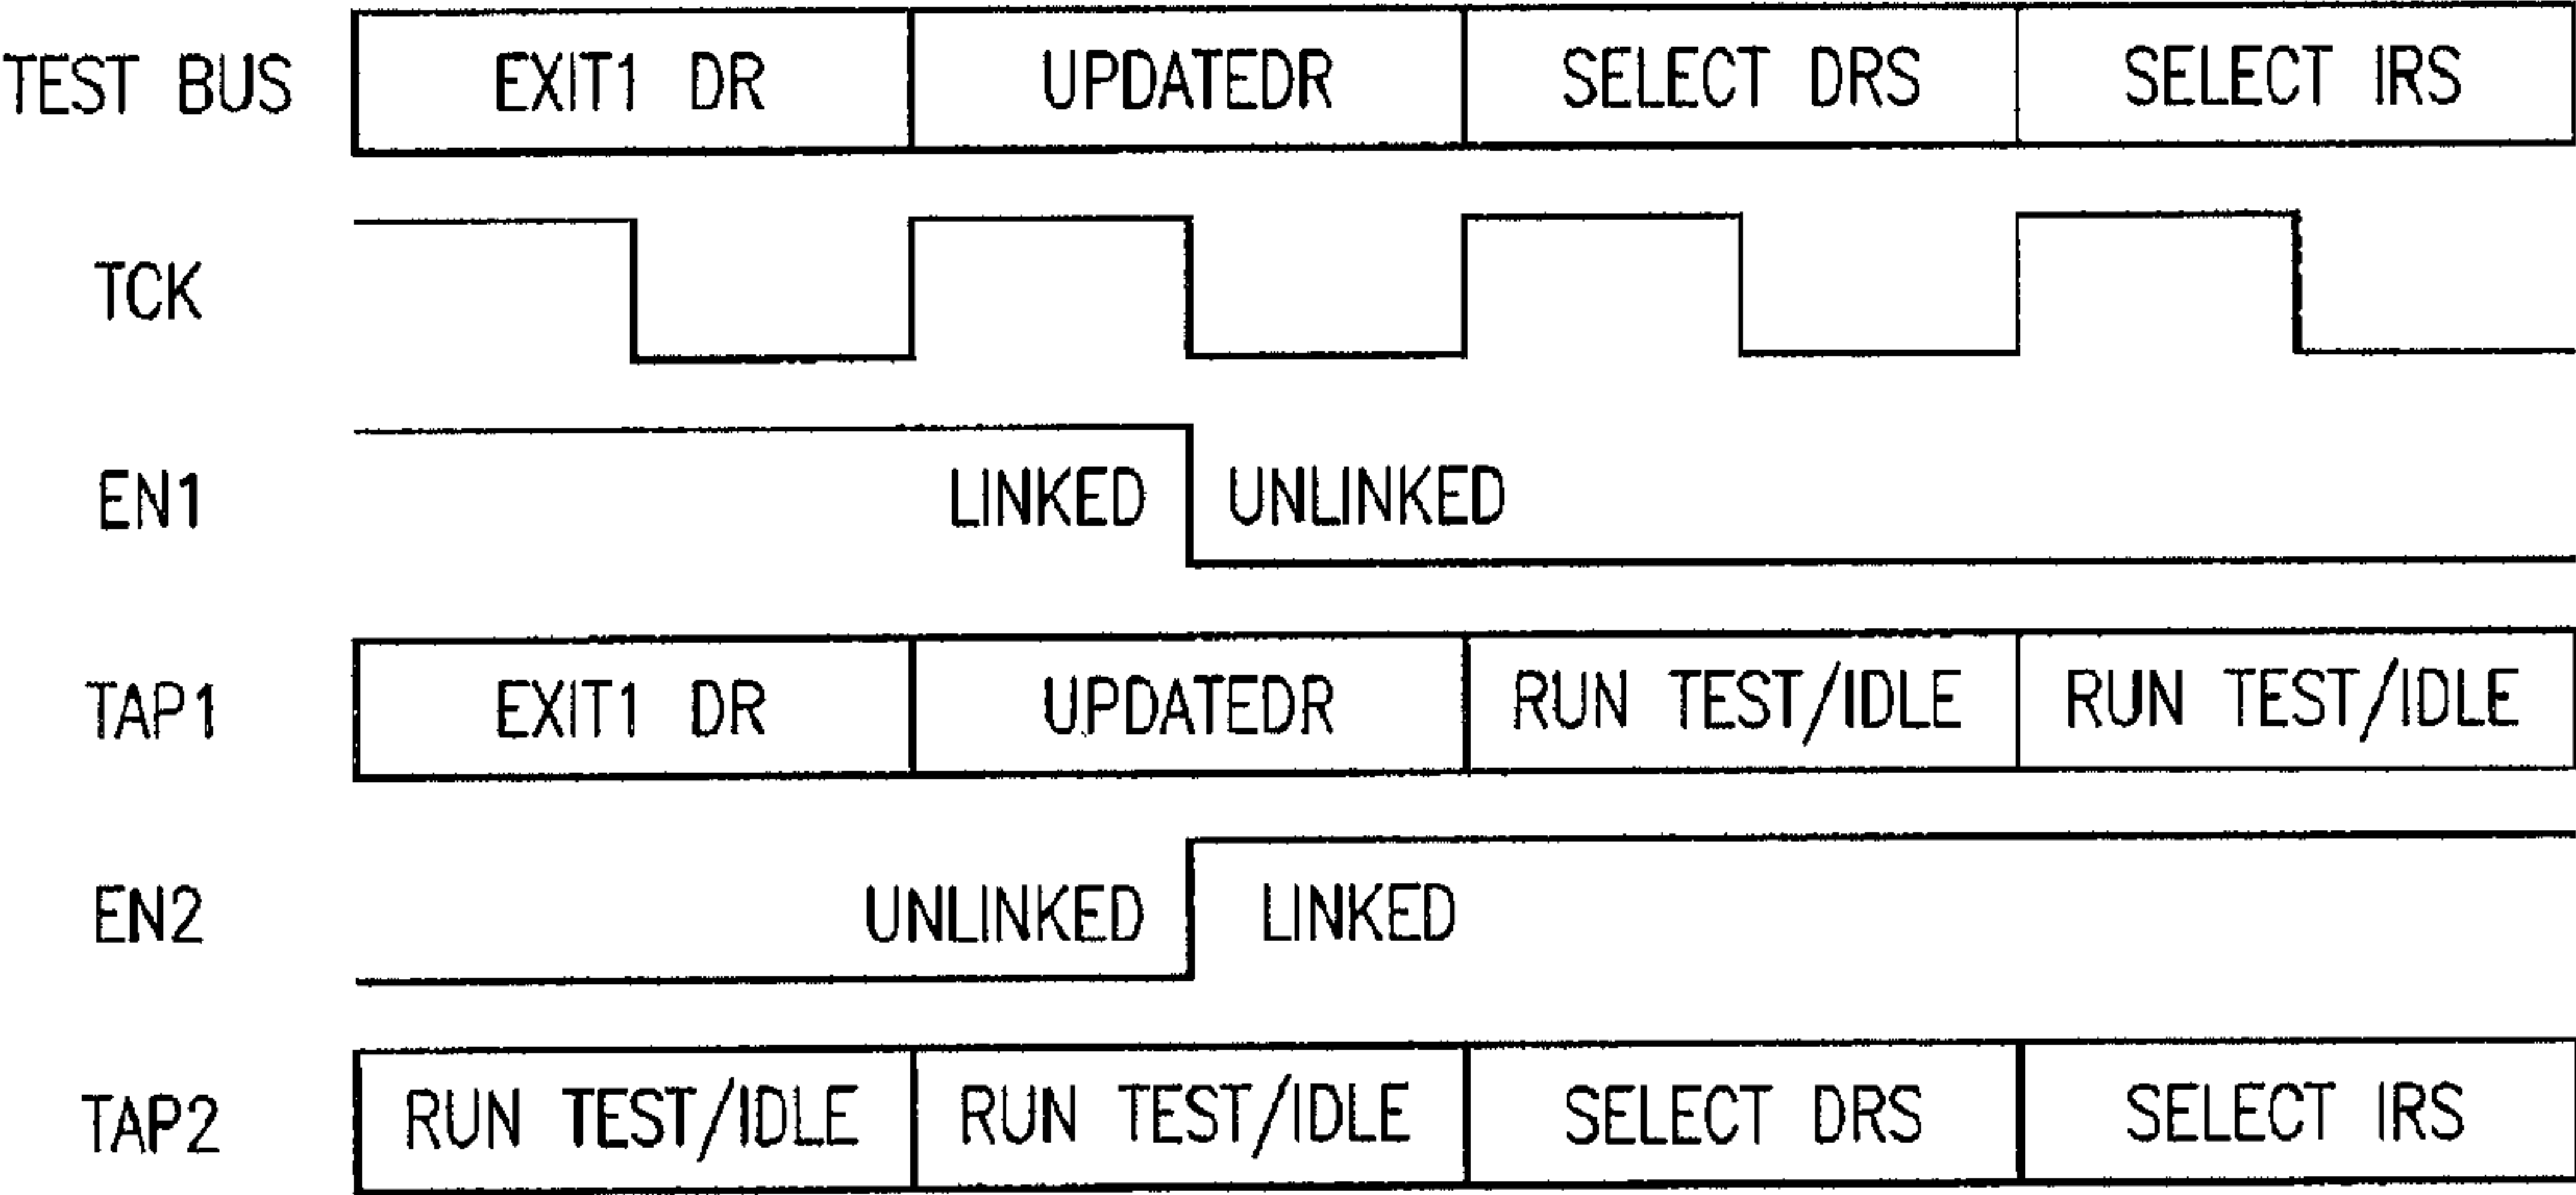 TEST BUS EXIT1 DR UPDATEDR SELECT DRS SELECT IRS
TCK
EN1 LINKED UNLINKED
TAP1 EXIT1 DR UPDATEDR RUN TEST/IDLE RUN TEST/IDLE
EN2 UNLINKED LINKED
TAP2 RUN TEST/IDLE RUN TEST/IDLE SELECT DRS SELECT IRS